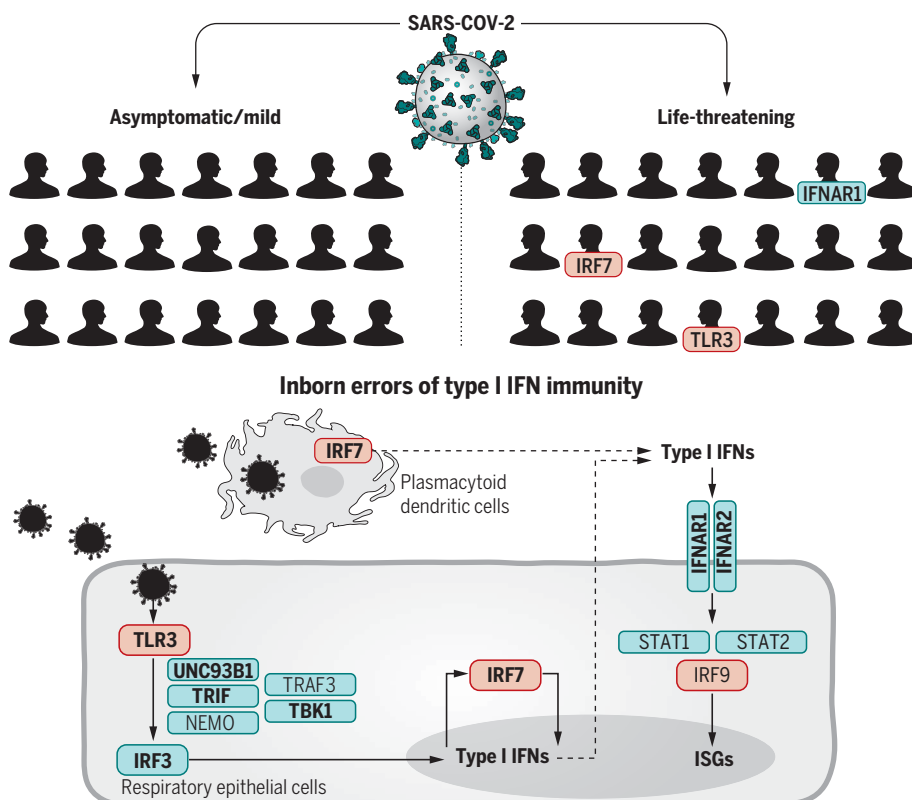 SARS-COV-2
Asymptomatic/mild
Life-threatening
IFNAR1
IRF7
TLR3
Inborn errors of type I IFN immunity
IRF7
Plasmacytoid
dendritic cells
Type I IFNs
IFNAR1
IFNAR2
TLR3
UNC93B1
TRIF
NEMO
TRAF3
TBK1
IRF3
Respiratory epithelial cells
IRF7
Type I IFNs
STAT1
STAT2
IRF9
ISGs